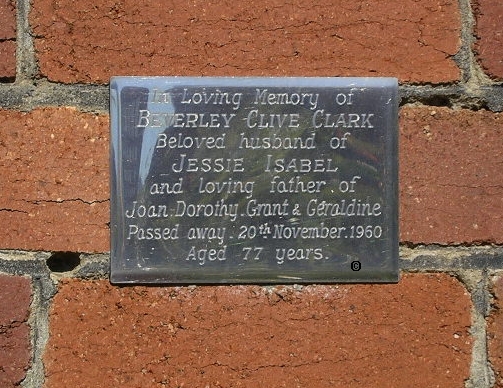 In Loving Memory of
BEVERLEY CLIVE CLARK
Beloved husband of
JESSIE ISABEL
and loving father of
Joan. Dorothy. Grant & Geraldine
Passed away. 20th November. 1960
Aged 77 years.
©